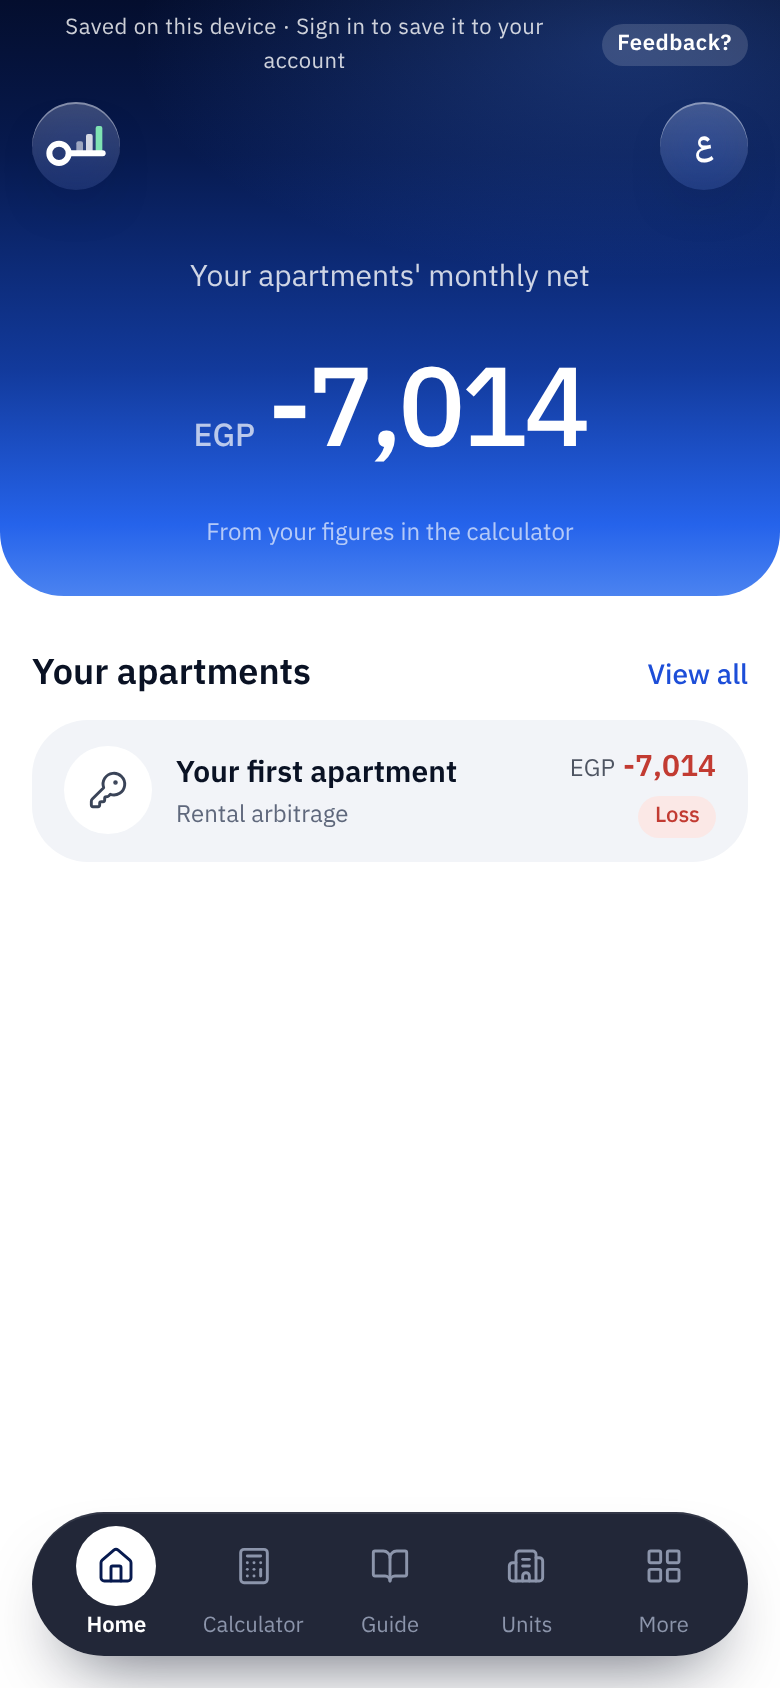 Saved on this device · Sign in to save it to your
account
Feedback?
ع
Your apartments' monthly net
EGP -7,014
From your figures in the calculator
Your apartments
View all
Your first apartment
EGP -7,014
Rental arbitrage
Loss
Home
Calculator
Guide
Units
More